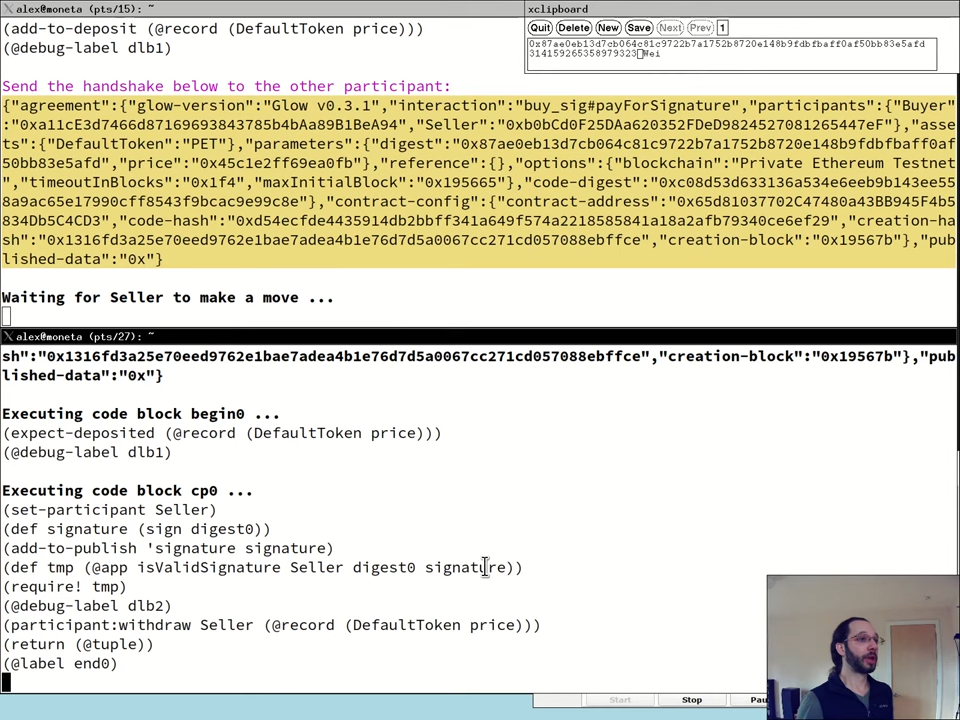 alex@moneta (pts/15): ~
(add-to-deposit (@record (DefaultToken price)))
(@debug-label dlb1)
Send the handshake below to the other participant:
{"agreement":{"glow-version":"Glow v0.3.1","interaction":"buy_sig#payForSignature","participants":{"Buyer"
:"0xa11cE3d7466d87169693843785b4bAa89B1BeA94","Seller":"0xb0bCd0F25DAa620352FDeD9824527081265447eF"},"asse
ts":{"DefaultToken":"PET"},"parameters":{"digest":"0x87ae0eb13d7cb064c81c9722b7a1752b8720e148b9fdbfbaff0af
50bb83e5afd","price":"0x45c1e2ff69ea0fb"},"reference":{},"options":{"blockchain":"Private Ethereum Testnet
","timeoutInBlocks":"0x1f4","maxInitialBlock":"0x195665"},"code-digest":"0xc08d53d633136a534e6eeb9b143ee55
8a9ac65e17990cff8543f9bcac9e99c8e"},"contract-config":{"contract-address":"0x65d81037702C47480a43BB945F4b5
834Db5C4CD3","code-hash":"0xd54ecfde4435914db2bbff341a649f574a2218585841a18a2afb79340ce6ef29","creation-ha
sh":"0x1316fd3a25e70eed9762e1bae7adea4b1e76d7d5a0067cc271cd057088ebffce","creation-block":"0x19567b"},"pub
lished-data":"0x"}
Waiting for Seller to make a move ...
xclipboard
Quit Delete New Save Next Prev 1
0x87ae0eb13d7cb064c81c9722b7a1752b8720e148b9fdbfbaff0af50bb83e5afd
314159265358979323 Wei
alex@moneta (pts/27): ~
sh":"0x1316fd3a25e70eed9762e1bae7adea4b1e76d7d5a0067cc271cd057088ebffce","creation-block":"0x19567b"},"pub
lished-data":"0x"}
Executing code block begin0 ...
(expect-deposited (@record (DefaultToken price)))
(@debug-label dlb1)
Executing code block cp0 ...
(set-participant Seller)
(def signature (sign digest0))
(add-to-publish 'signature signature)
(def tmp (@app isValidSignature Seller digest0 signature))
(require! tmp)
(@debug-label dlb2)
(participant:withdraw Seller (@record (DefaultToken price)))
(return (@tuple))
(@label end0)
Start Stop Pau